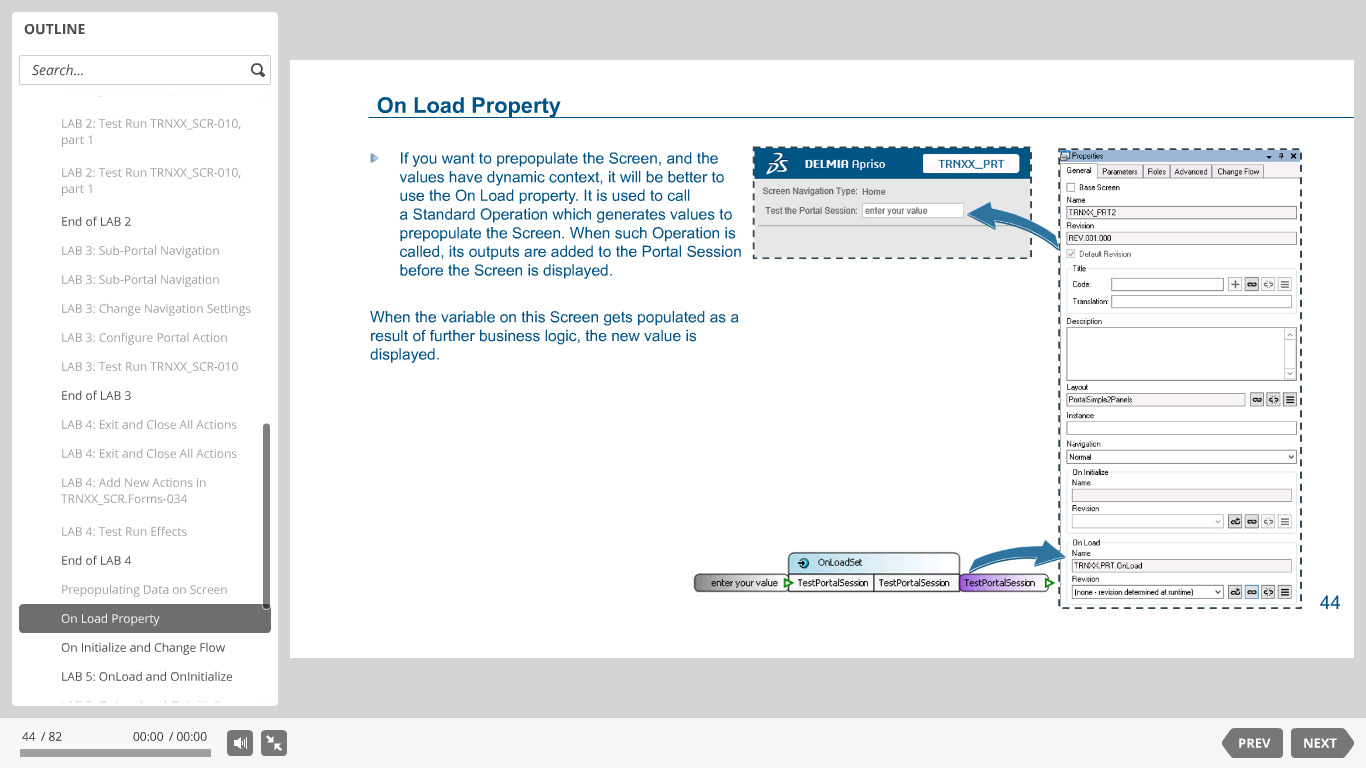 OUTLINE
Search...
LAB 2: Test Run TRNXX_SCR-010,
part 1
LAB 2: Test Run TRNXX_SCR-010,
part 1
End of LAB 2
LAB 3: Sub-Portal Navigation
LAB 3: Sub-Portal Navigation
LAB 3: Change Navigation Settings
LAB 3: Configure Portal Action
LAB 3: Test Run TRNXX_SCR-010
End of LAB 3
LAB 4: Exit and Close All Actions
LAB 4: Exit and Close All Actions
LAB 4: Add New Actions in
TRNXX_SCR.Forms-034
LAB 4: Test Run Effects
End of LAB 4
Prepopulating Data on Screen
On Load Property
On Initialize and Change Flow
LAB 5: OnLoad and OnInitialize
On Load Property
If you want to prepopulate the Screen, and the
values have dynamic context, it will be better to
use the On Load property. It is used to call
a Standard Operation which generates values to
prepopulate the Screen. When such Operation is
called, its outputs are added to the Portal Session
before the Screen is displayed.
When the variable on this Screen gets populated as a
result of further business logic, the new value is
displayed.
DELMIA Apriso TRNXX_PRT
Screen Navigation Type: Home
Test the Portal Session: enter your value
Properties
General Parameters Roles Advanced Change Flow
Base Screen
Name
TRNXX_PRT2
Revision
REV.001.000
Default Revision
Title
Code:
Translation:
Description
Layout
PortalSimple2Panels
Instance
Navigation
Normal
On Initialize
Name
Revision
On Load
Name
TRNXX.PRT.OnLoad
Revision
(none - revision determined at runtime)
OnLoadSet
enter your value TestPortalSession TestPortalSession TestPortalSession
44
44 / 82 00:00 / 00:00
PREV NEXT